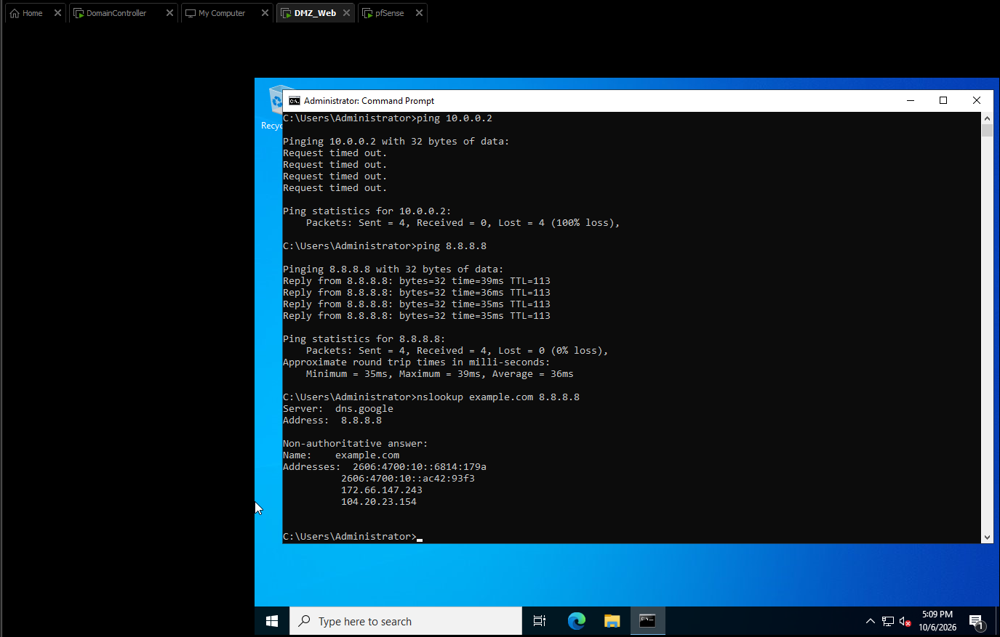 Home
DomainController
My Computer
DMZ_Web
pfSense
Administrator: Command Prompt
C:\Users\Administrator>ping 10.0.0.2
Pinging 10.0.0.2 with 32 bytes of data:
Request timed out.
Request timed out.
Request timed out.
Request timed out.
Ping statistics for 10.0.0.2:
    Packets: Sent = 4, Received = 0, Lost = 4 (100% loss),
C:\Users\Administrator>ping 8.8.8.8
Pinging 8.8.8.8 with 32 bytes of data:
Reply from 8.8.8.8: bytes=32 time=39ms TTL=113
Reply from 8.8.8.8: bytes=32 time=36ms TTL=113
Reply from 8.8.8.8: bytes=32 time=35ms TTL=113
Reply from 8.8.8.8: bytes=32 time=35ms TTL=113
Ping statistics for 8.8.8.8:
    Packets: Sent = 4, Received = 4, Lost = 0 (0% loss),
Approximate round trip times in milli-seconds:
    Minimum = 35ms, Maximum = 39ms, Average = 36ms
C:\Users\Administrator>nslookup example.com 8.8.8.8
Server:  dns.google
Address:  8.8.8.8
Non-authoritative answer:
Name:    example.com
Addresses:  2606:4700:10::6814:179a
          2606:4700:10::ac42:93f3
          172.66.147.243
          104.20.23.154
C:\Users\Administrator>
Recyc
Type here to search
5:09 PM
10/6/2026
1